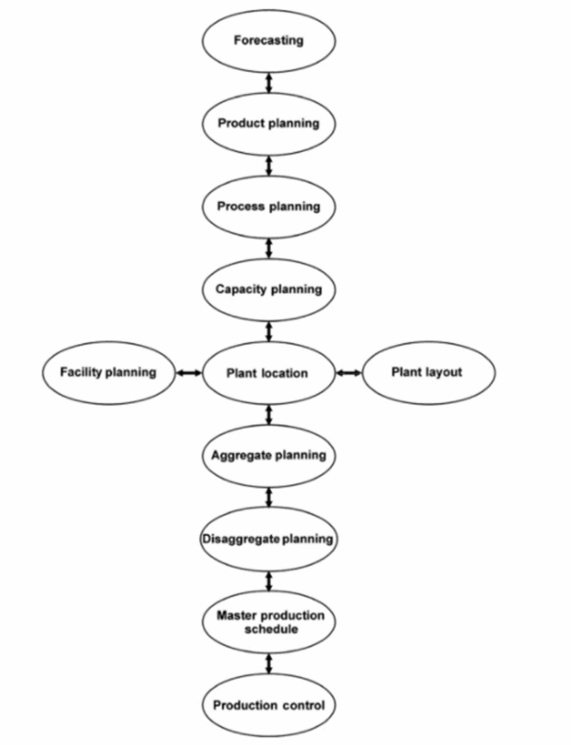 Forecasting
Product planning
Process planning
Capacity planning
Facility planning
Plant location
Plant layout
Aggregate planning
Disaggregate planning
Master production
schedule
Production control